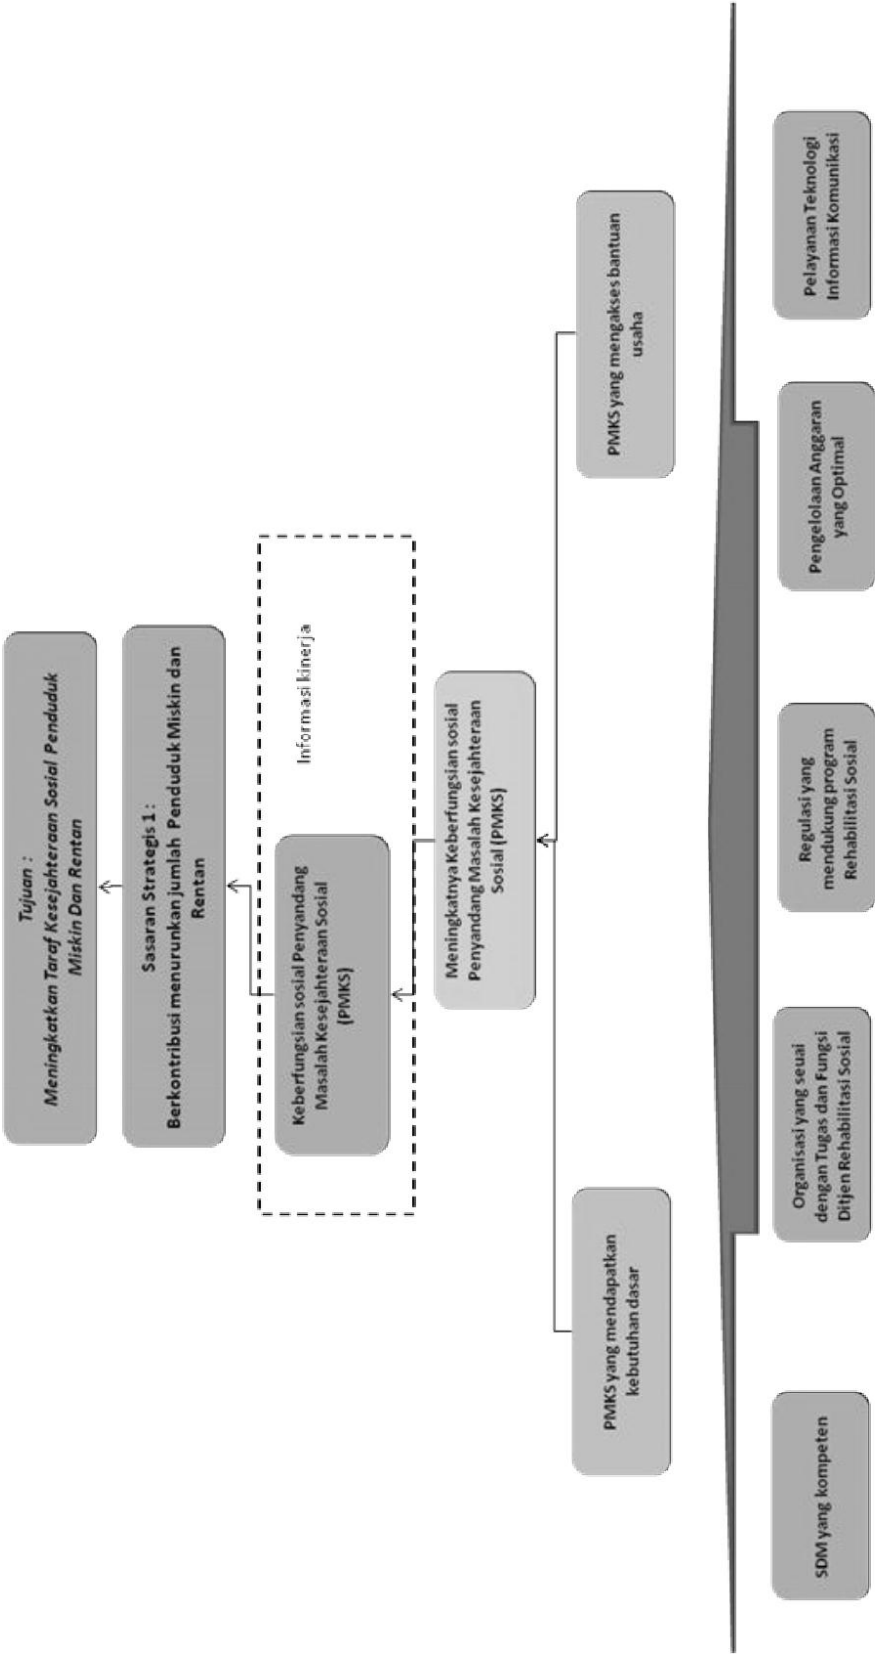 Tujuan :
Meningkatkan Taraf Kesejahteraan Sosial Penduduk
Miskin Dan Rentan
Sasaran Strategis 1 :
Berkontribusi menurunkan jumlah Penduduk Miskin dan
Rentan
Keberfungsian sosial Penyandang
Masalah Kesejahteraan Sosial
(PMKS)
Informasi kinerja
Meningkatnya Keberfungsian sosial
Penyandang Masalah Kesejahteraan
Sosial (PMKS)
PMKS yang mendapatkan
kebutuhan dasar
PMKS yang mengakses bantuan
usaha
SDM yang kompeten
Organisasi yang seuai
dengan Tugas dan Fungsi
Ditjen Rehabilitasi Sosial
Regulasi yang
mendukung program
Rehabilitasi Sosial
Pengelolaan Anggaran
yang Optimal
Pelayanan Teknologi
Informasi Komunikasi